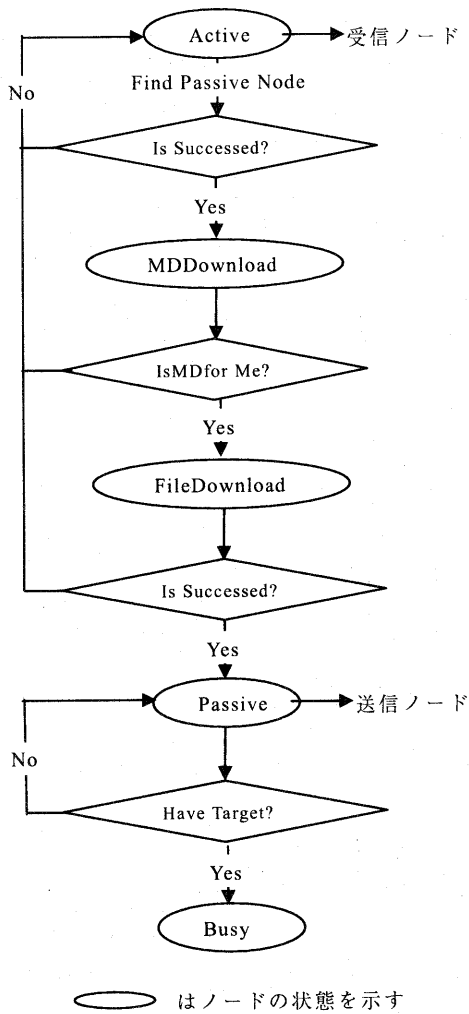 Active
受信ノード
Find Passive Node
No
Is Successed?
Yes
MDDownload
IsMDfor Me?
Yes
FileDownload
Is Successed?
Yes
Passive
送信ノード
No
Have Target?
Yes
Busy
はノードの状態を示す